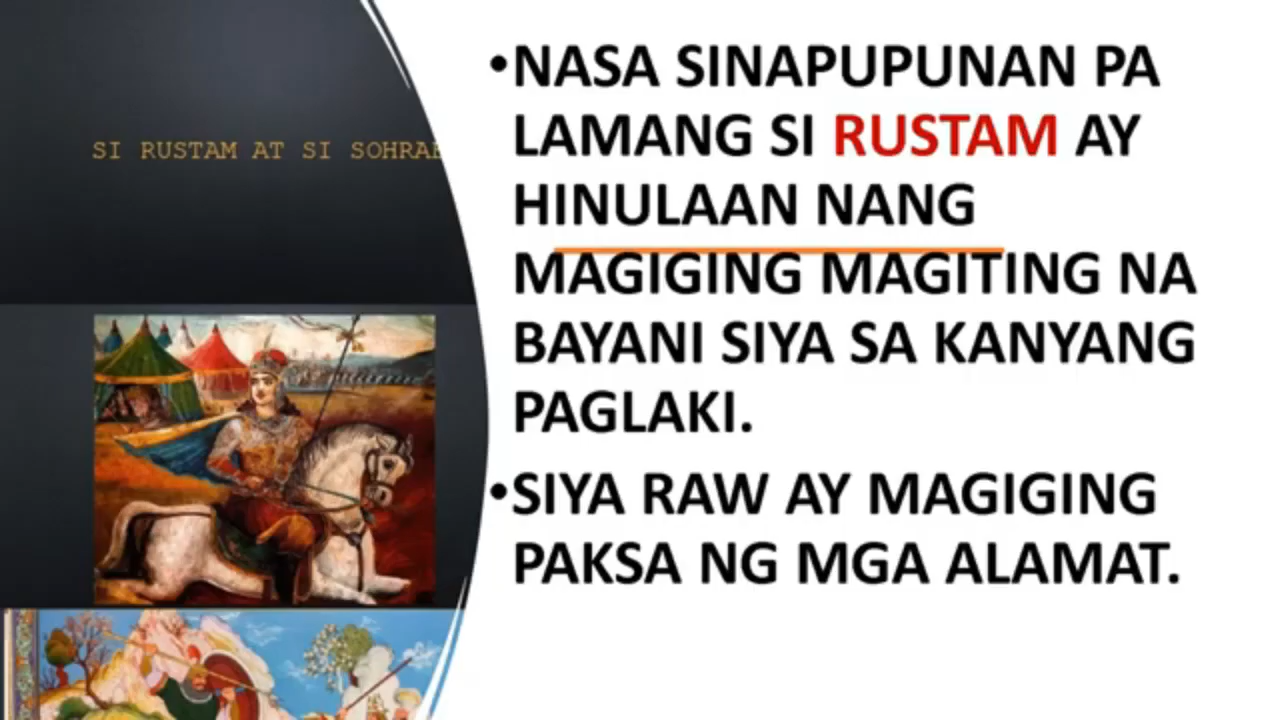 SI RUSTAM AT SI SOHRAB
•NASA SINAPUPUNAN PA
LAMANG SI RUSTAM AY
HINULAAN NANG
MAGIGING MAGITING NA
BAYANI SIYA SA KANYANG
PAGLAKI.
•SIYA RAW AY MAGIGING
PAKSA NG MGA ALAMAT.